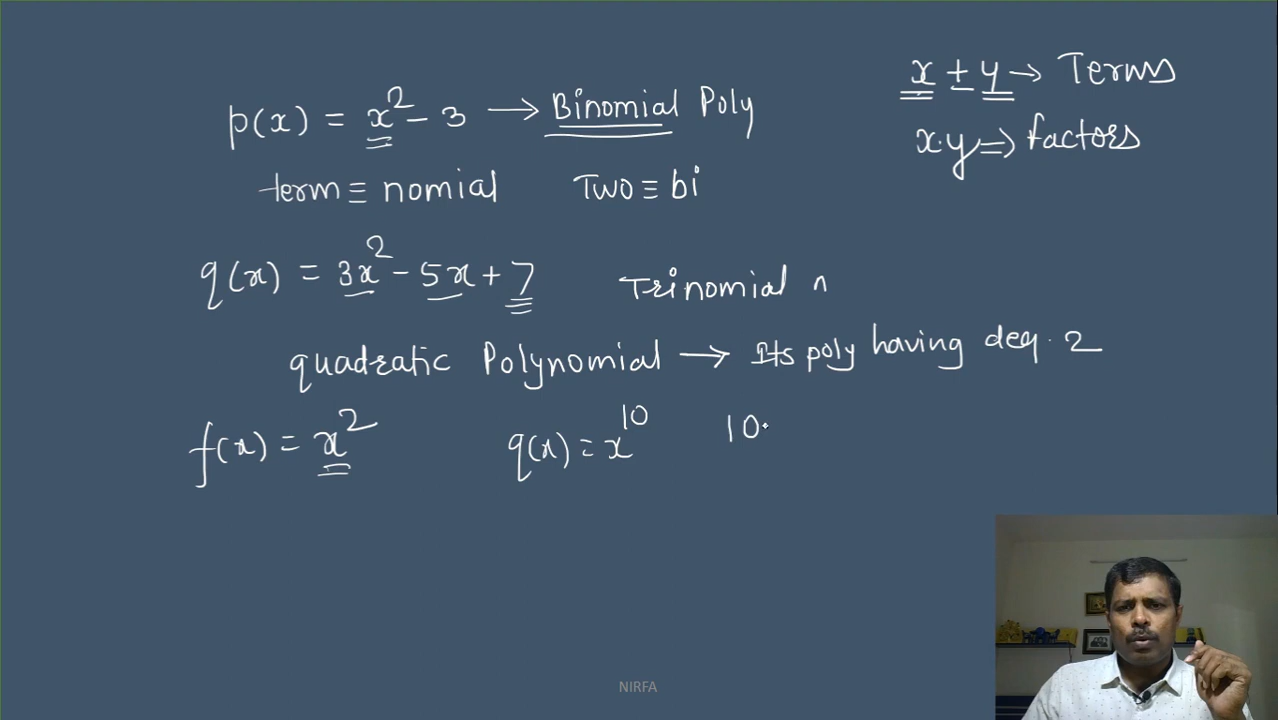 p(x) = x² - 3 → Binomial Poly
x ± y → Terms
x.y ⇒ factors
term ≡ nomial Two ≡ bi
q(x) = 3x² - 5x + 7 Trinomial
quadratic Polynomial → Its poly having deg. 2
f(x) = x² q(x) = x¹⁰ 10
NIRFA